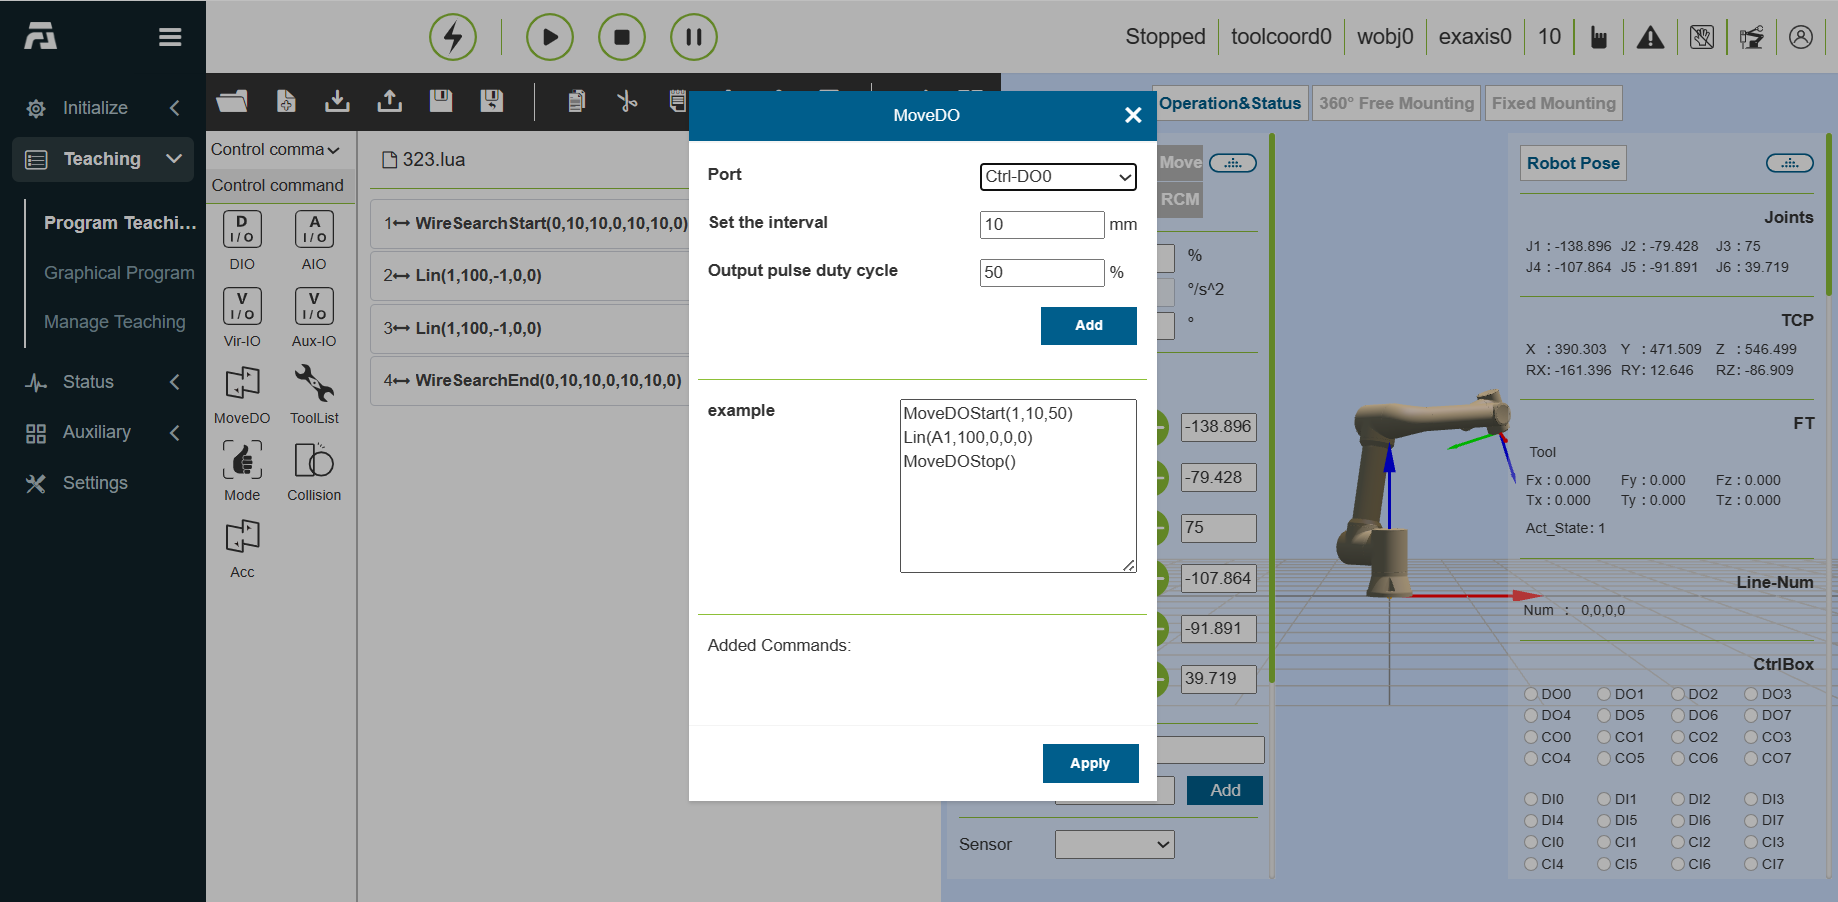 Stopped
toolcoord0
wobj0
exaxis0
10
Initialize
Teaching
Program Teachi...
Graphical Program
Manage Teaching
Status
Auxiliary
Settings
Control comma
Control command
D
I/O
DIO
A
I/O
AIO
V
I/O
Vir-IO
V
I/O
Aux-IO
MoveDO
ToolList
Mode
Collision
Acc
323.lua
1 WireSearchStart(0,10,10,0,10,10,0)
2 Lin(1,100,-1,0,0)
3 Lin(1,100,-1,0,0)
4 WireSearchEnd(0,10,10,0,10,10,0)
MoveDO
Port
Ctrl-DO0
Set the interval
10 mm
Output pulse duty cycle
50 %
Add
example
MoveDOStart(1,10,50)
Lin(A1,100,0,0,0)
MoveDOStop()
Added Commands:
Apply
Operation&Status
360° Free Mounting
Fixed Mounting
Move
RCM
%
°/s^2
°
-138.896
-79.428
75
-107.864
-91.891
39.719
Add
Sensor
Robot Pose
Joints
J1 : -138.896 J2 : -79.428 J3 : 75
J4 : -107.864 J5 : -91.891 J6 : 39.719
TCP
X : 390.303 Y : 471.509 Z : 546.499
RX: -161.396 RY: 12.646 RZ: -86.909
FT
Tool
Fx : 0.000 Fy : 0.000 Fz : 0.000
Tx : 0.000 Ty : 0.000 Tz : 0.000
Act_State: 1
Line-Num
Num : 0,0,0,0
CtrlBox
DO0 DO1 DO2 DO3
DO4 DO5 DO6 DO7
CO0 CO1 CO2 CO3
CO4 CO5 CO6 CO7
DI0 DI1 DI2 DI3
DI4 DI5 DI6 DI7
CI0 CI1 CI2 CI3
CI4 CI5 CI6 CI7